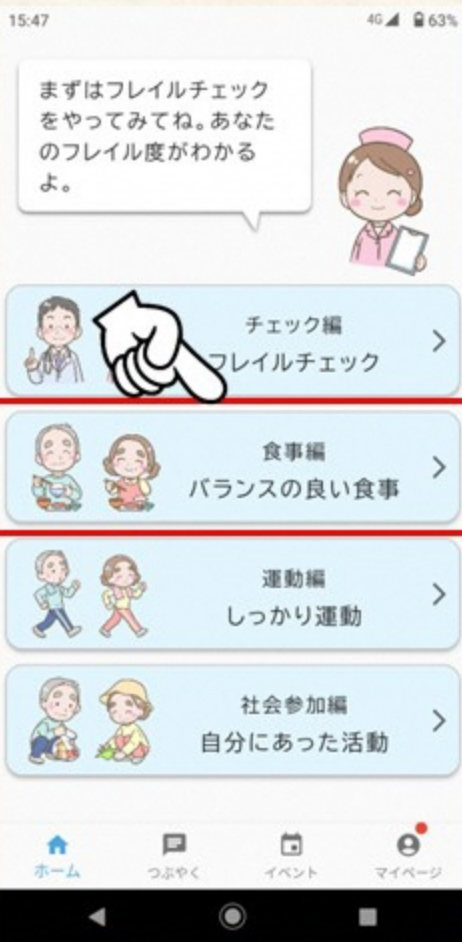 15:47
4G 63%
まずはフレイルチェック
をやってみてね。あなた
のフレイル度がわかる
よ。
チェック編
フレイルチェック
食事編
バランスの良い食事
運動編
しっかり運動
社会参加編
自分にあった活動
ホーム
つぶやく
イベント
マイページ